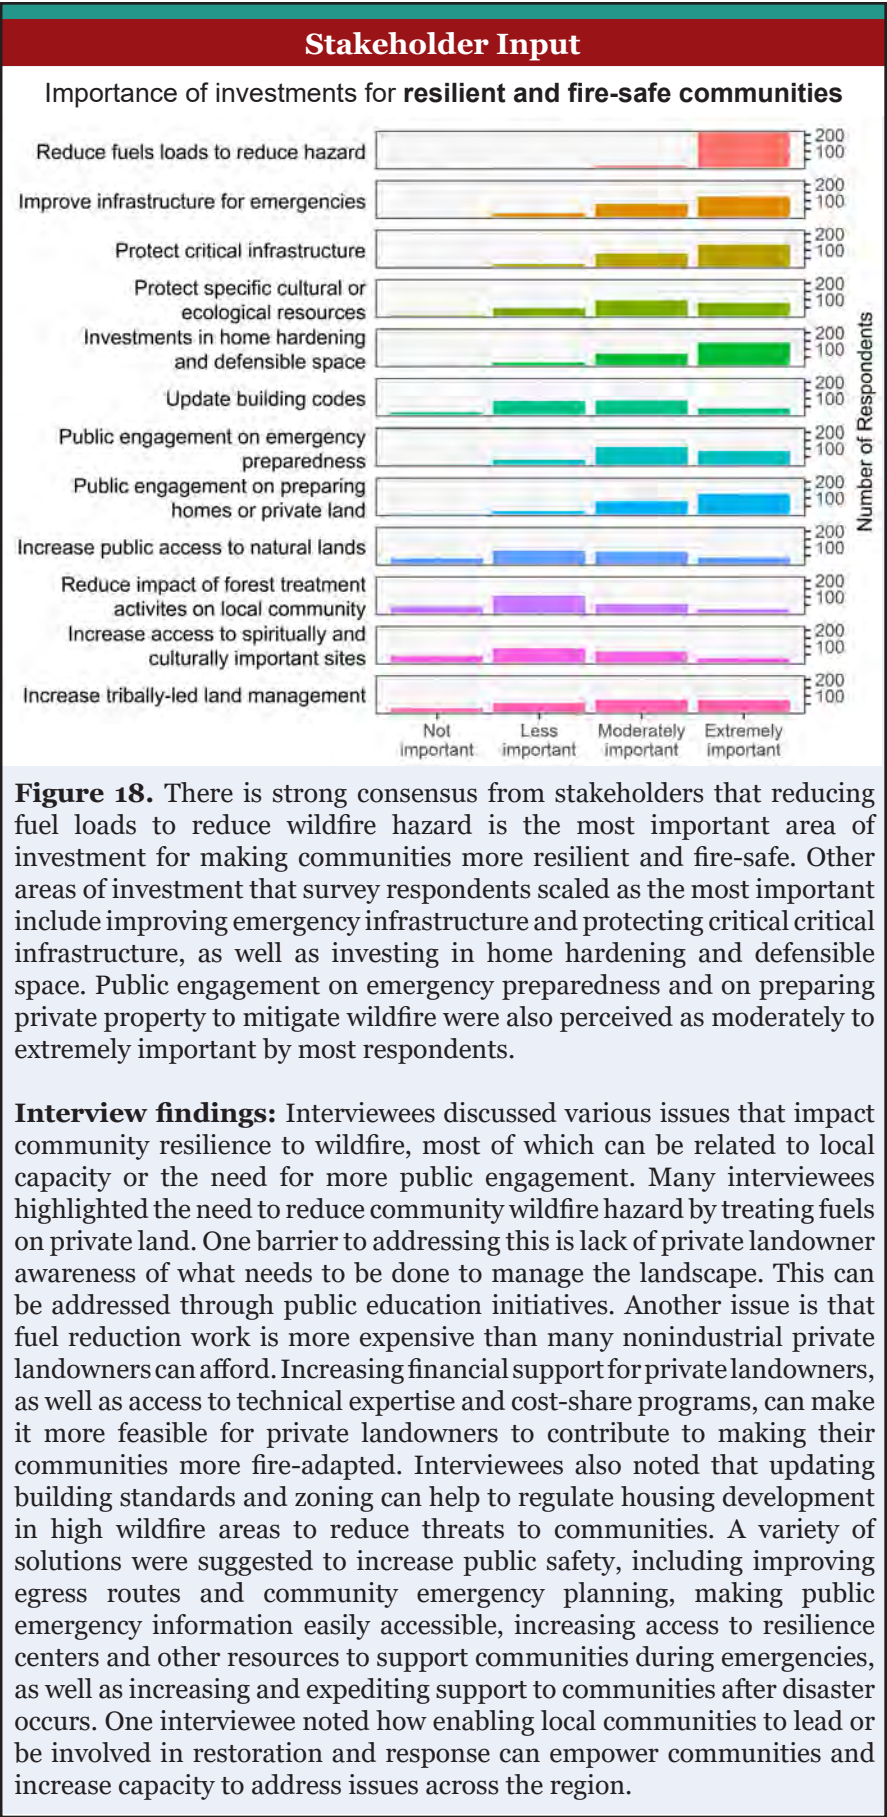 Stakeholder Input
Importance of investments for resilient and fire-safe communities
Reduce fuels loads to reduce hazard
200
100
Improve infrastructure for emergencies
200
100
Protect critical infrastructure
200
100
Protect specific cultural or
ecological resources
200
100
Investments in home hardening
and defensible space
200
100
Update building codes
200
100
Public engagement on emergency
preparedness
200
100
Public engagement on preparing
homes or private land
200
100
Increase public access to natural lands
200
100
Reduce impact of forest treatment
activites on local community
200
100
Increase access to spiritually and
culturally important sites
200
100
Increase tribally-led land management
200
100
Number of Respondents
Not
important
Less
important
Moderately
important
Extremely
important
Figure 18. There is strong consensus from stakeholders that reducing
fuel loads to reduce wildfire hazard is the most important area of
investment for making communities more resilient and fire-safe. Other
areas of investment that survey respondents scaled as the most important
include improving emergency infrastructure and protecting critical critical
infrastructure, as well as investing in home hardening and defensible
space. Public engagement on emergency preparedness and on preparing
private property to mitigate wildfire were also perceived as moderately to
extremely important by most respondents.
Interview findings: Interviewees discussed various issues that impact
community resilience to wildfire, most of which can be related to local
capacity or the need for more public engagement. Many interviewees
highlighted the need to reduce community wildfire hazard by treating fuels
on private land. One barrier to addressing this is lack of private landowner
awareness of what needs to be done to manage the landscape. This can
be addressed through public education initiatives. Another issue is that
fuel reduction work is more expensive than many nonindustrial private
landowners can afford. Increasing financial support for private landowners,
as well as access to technical expertise and cost-share programs, can make
it more feasible for private landowners to contribute to making their
communities more fire-adapted. Interviewees also noted that updating
building standards and zoning can help to regulate housing development
in high wildfire areas to reduce threats to communities. A variety of
solutions were suggested to increase public safety, including improving
egress routes and community emergency planning, making public
emergency information easily accessible, increasing access to resilience
centers and other resources to support communities during emergencies,
as well as increasing and expediting support to communities after disaster
occurs. One interviewee noted how enabling local communities to lead or
be involved in restoration and response can empower communities and
increase capacity to address issues across the region.